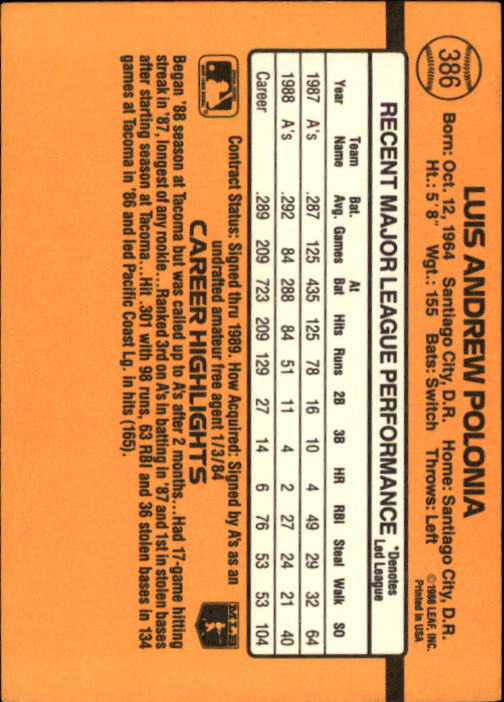 386
LUIS ANDREW POLONIA
Born: Oct. 12, 1964 Santiago City, D.R. Home: Santiago City, D.R.
Ht.: 5'8" Wgt.: 155 Bats: Switch Throws: Left
©1988 LEAF, INC.
Printed in USA
RECENT MAJOR LEAGUE PERFORMANCE *Denotes Led League
Year Team Name Bat. Avg. Games At Bat Hits Runs 2B 3B HR RBI Steal Walk SO
1987 A's .287 125 435 125 78 16 10 4 49 29 32 64
1988 A's .292 84 288 84 51 11 4 2 27 24 21 40
Career .289 209 723 209 129 27 14 6 76 53 53 104
Contract Status: Signed thru 1989. How Acquired: Signed by A's as an
undrafted amateur free agent 1/3/84
MLB
CAREER HIGHLIGHTS
Began '88 season at Tacoma but was called up to A's after 2 months...Had 17-game hitting
streak in '87, longest of any rookie...Ranked 3rd on A's in batting in '87 and 1st in stolen bases
after starting season at Tacoma...Hit .301 with 98 runs, 63 RBI and 36 stolen bases in 134
games at Tacoma in '86 and led Pacific Coast Lg. in hits (165).